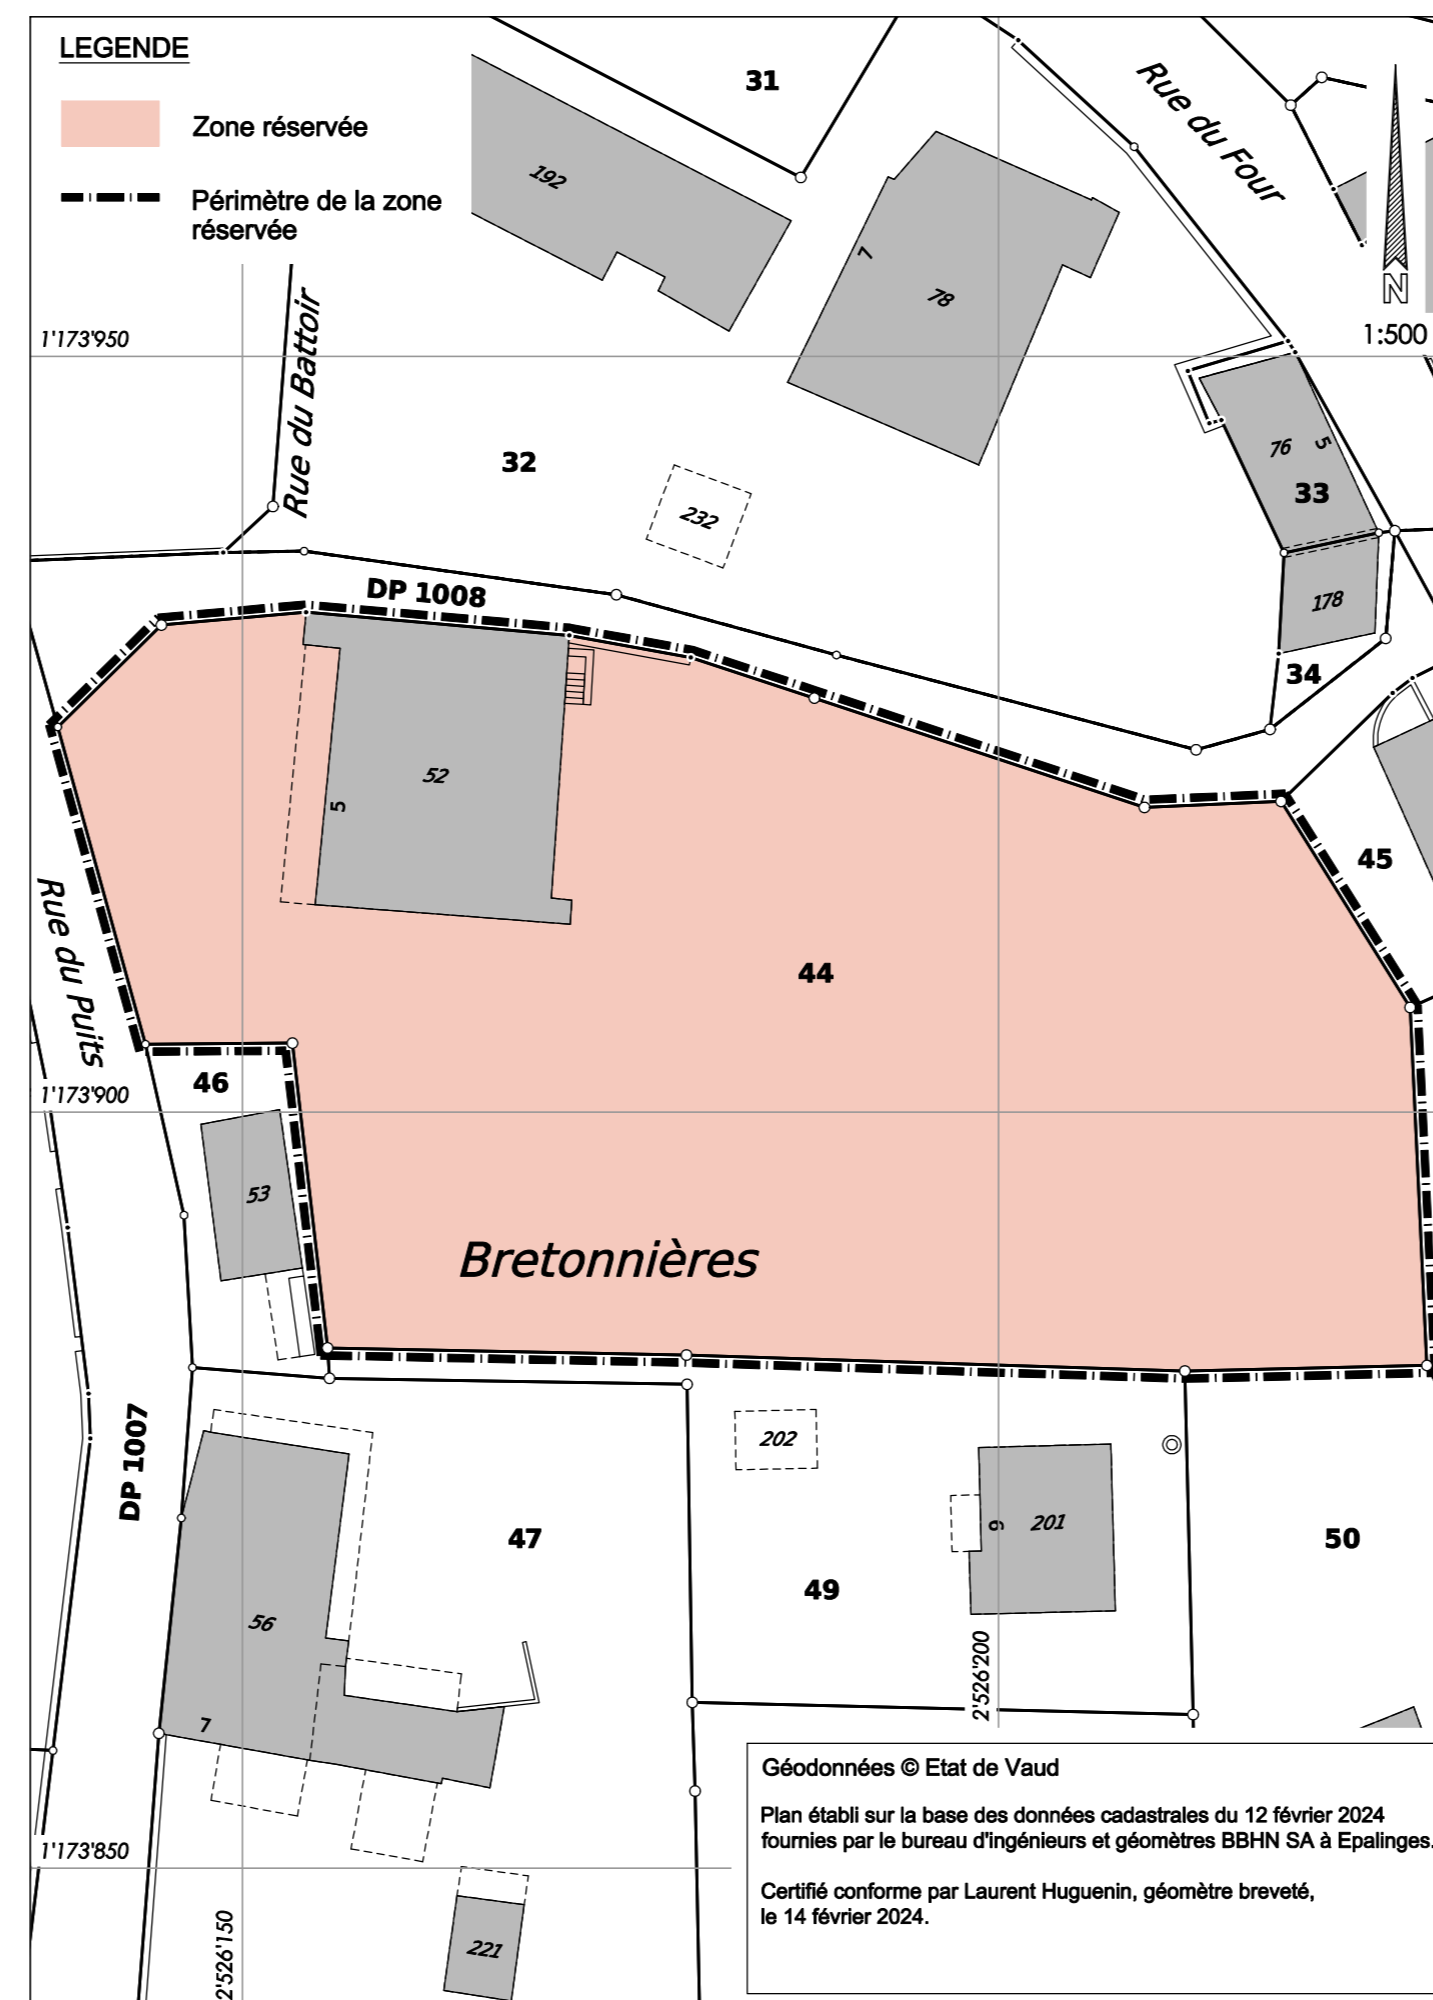 LEGENDE
Zone réservée
Périmètre de la zone
réservée
31
192
Rue du Four
7
78
N
1:500
1'173'950
Rue du Battoir
32
232
76
5
33
178
34
DP 1008
52
5
45
44
Rue du Puits
46
1'173'900
53
Bretonnières
DP 1007
47
202
9
201
50
49
56
7
2'526'200
1'173'850
2'526'150
221
Géodonnées © Etat de Vaud
Plan établi sur la base des données cadastrales du 12 février 2024
fournies par le bureau d'ingénieurs et géomètres BBHN SA à Epalinges.
Certifié conforme par Laurent Huguenin, géomètre breveté,
le 14 février 2024.